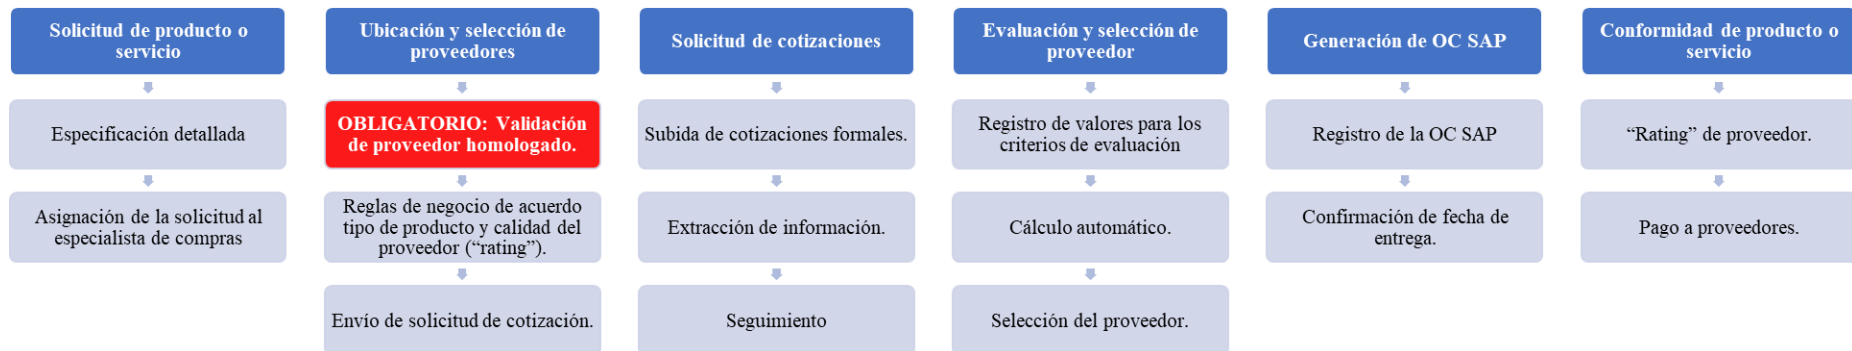 Solicitud de producto o
servicio
Especificación detallada
Asignación de la solicitud al
especialista de compras
Ubicación y selección de
proveedores
OBLIGATORIO: Validación
de proveedor homologado.
Reglas de negocio de acuerdo
tipo de producto y calidad del
proveedor (“rating”).
Envío de solicitud de cotización.
Solicitud de cotizaciones
Subida de cotizaciones formales.
Extracción de información.
Seguimiento
Evaluación y selección de
proveedor
Registro de valores para los
criterios de evaluación
Cálculo automático.
Selección del proveedor.
Generación de OC SAP
Registro de la OC SAP
Confirmación de fecha de
entrega.
Conformidad de producto o
servicio
“Rating” de proveedor.
Pago a proveedores.